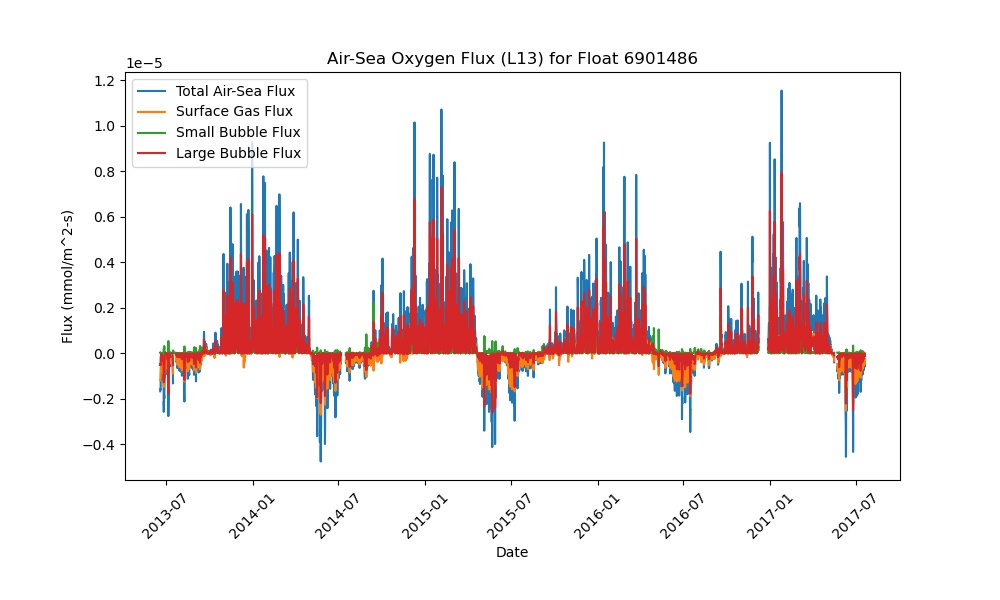 Air-Sea Oxygen Flux (L13) for Float 6901486
1e−5
Total Air-Sea Flux
Surface Gas Flux
Small Bubble Flux
Large Bubble Flux
1.2
1.0
0.8
0.6
0.4
0.2
0.0
−0.2
−0.4
Flux (mmol/m^2-s)
2013-07
2014-01
2014-07
2015-01
2015-07
2016-01
2016-07
2017-01
2017-07
Date